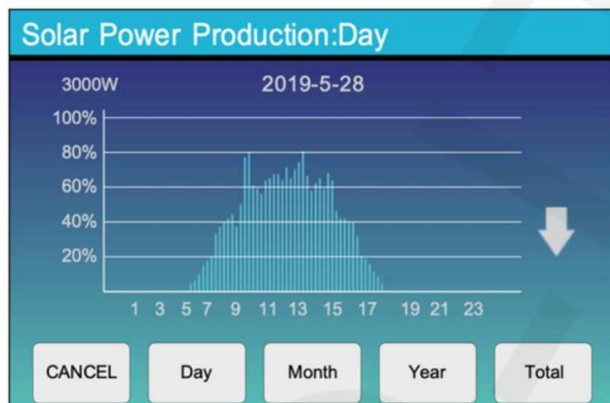 Solar Power Production:Day
3000W 2019-5-28
100%
80%
60%
40%
20%
1 3 5 7 9 11 13 15 17 19 21 23
CANCEL Day Month Year Total